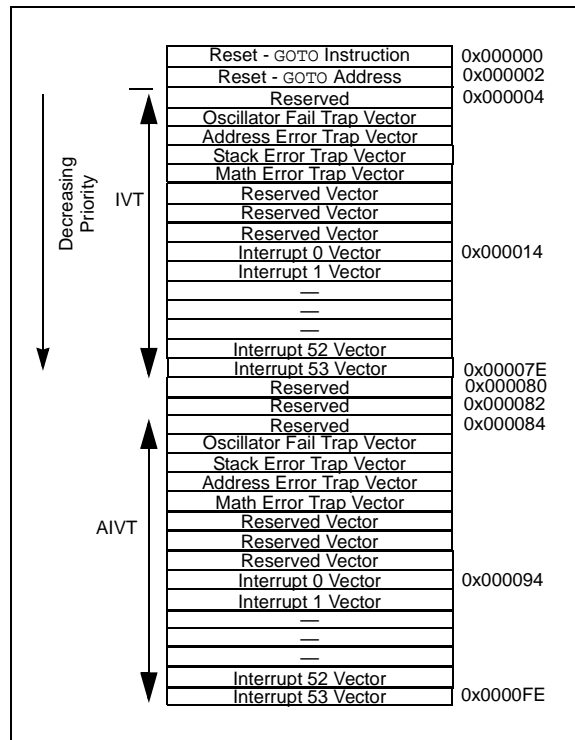 Reset - GOTO Instruction 0x000000
Reset - GOTO Address 0x000002
Reserved 0x000004
Oscillator Fail Trap Vector
Address Error Trap Vector
Stack Error Trap Vector
Math Error Trap Vector
Reserved Vector
Reserved Vector
Reserved Vector
Interrupt 0 Vector 0x000014
Interrupt 1 Vector
—
—
—
Interrupt 52 Vector
Interrupt 53 Vector 0x00007E
Reserved 0x000080
Reserved 0x000082
Reserved 0x000084
Oscillator Fail Trap Vector
Stack Error Trap Vector
Address Error Trap Vector
Math Error Trap Vector
Reserved Vector
Reserved Vector
Reserved Vector
Interrupt 0 Vector 0x000094
Interrupt 1 Vector
—
—
—
Interrupt 52 Vector
Interrupt 53 Vector 0x0000FE
Decreasing
Priority
IVT
AIVT